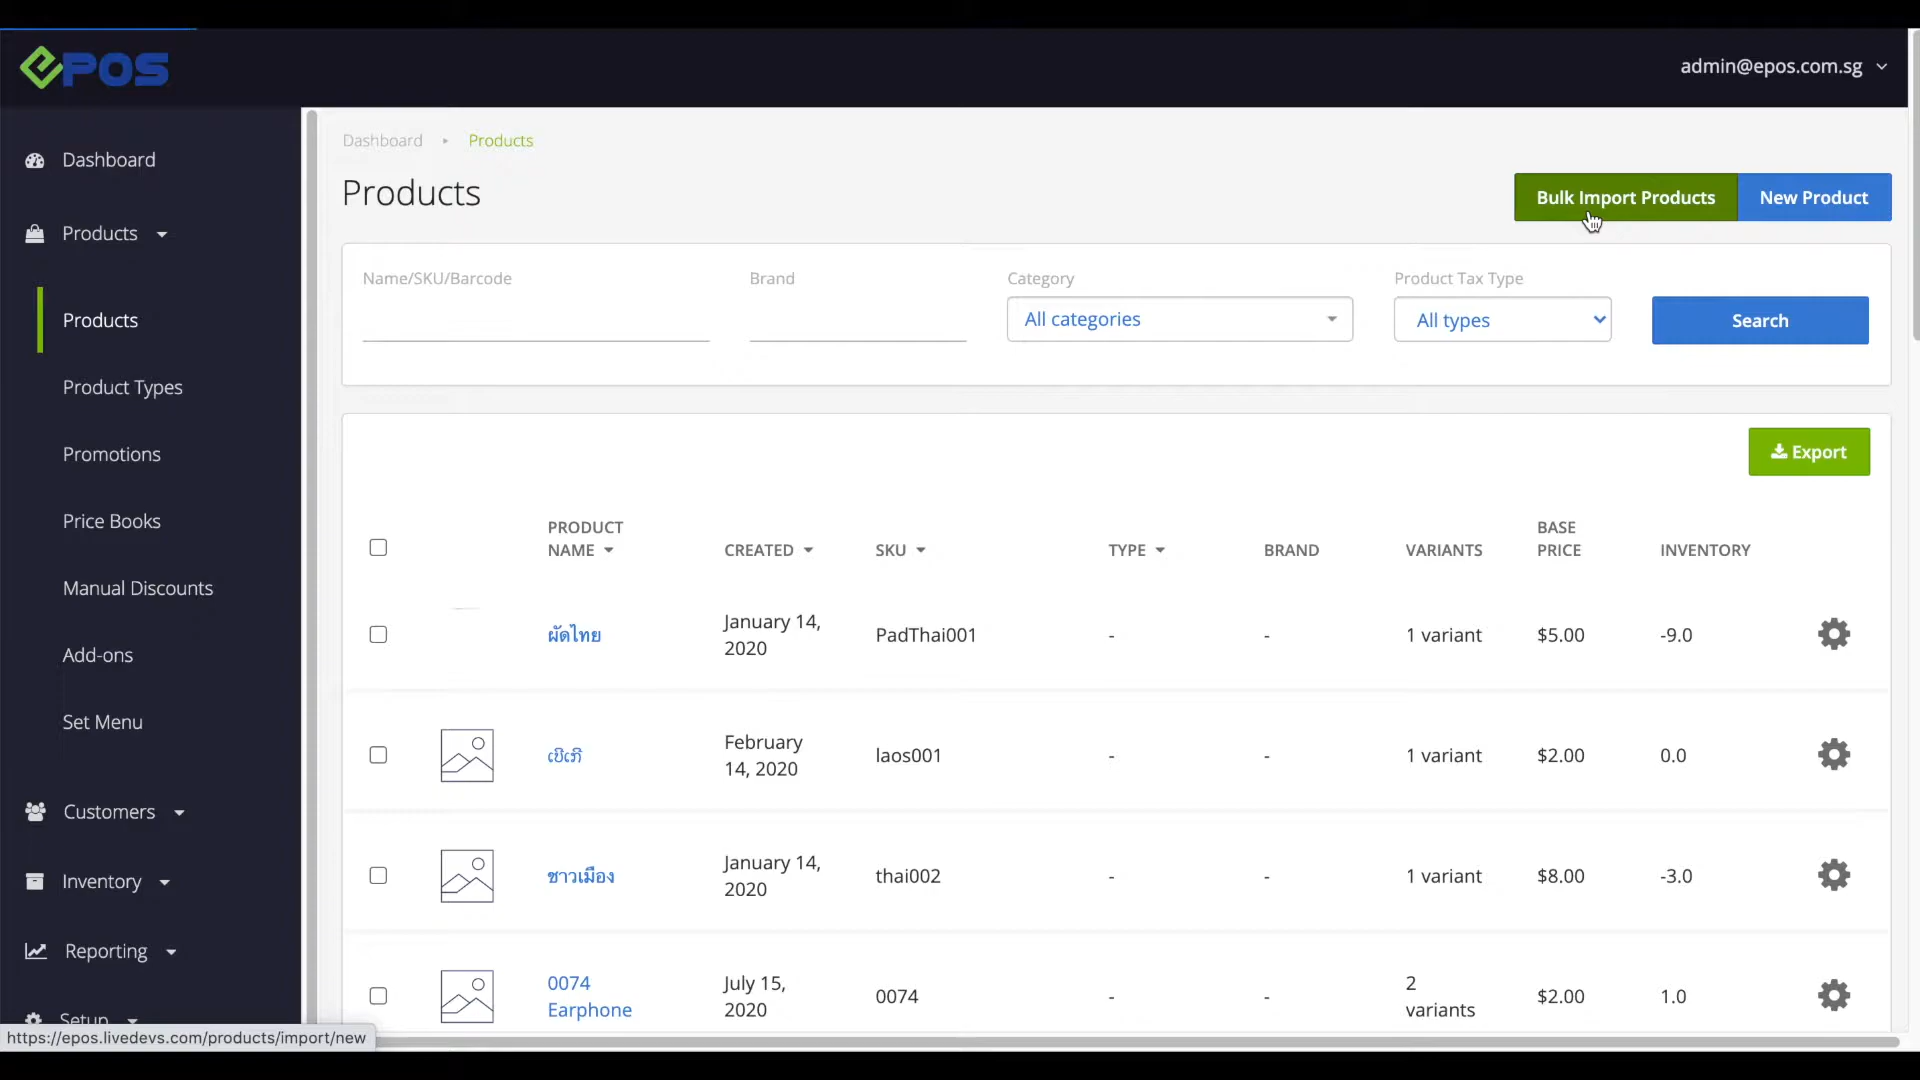 epos
admin@epos.com.sg
Dashboard
Products
Products
Product Types
Promotions
Price Books
Manual Discounts
Add-ons
Set Menu
Customers
Inventory
Reporting
Setup
https://epos.livedevs.com/products/import/new
Dashboard
Products
Products
Bulk Import Products
New Product
Name/SKU/Barcode
Brand
Category
Product Tax Type
All categories
All types
Search
Export
PRODUCT NAME
CREATED
SKU
TYPE
BRAND
VARIANTS
BASE PRICE
INVENTORY
ผัดไทย January 14, 2020 PadThai001 - - 1 variant $5.00 -9.0
ເບີເກີ February 14, 2020 laos001 - - 1 variant $2.00 0.0
ชาวเมือง January 14, 2020 thai002 - - 1 variant $8.00 -3.0
0074 Earphone July 15, 2020 0074 - - 2 variants $2.00 1.0